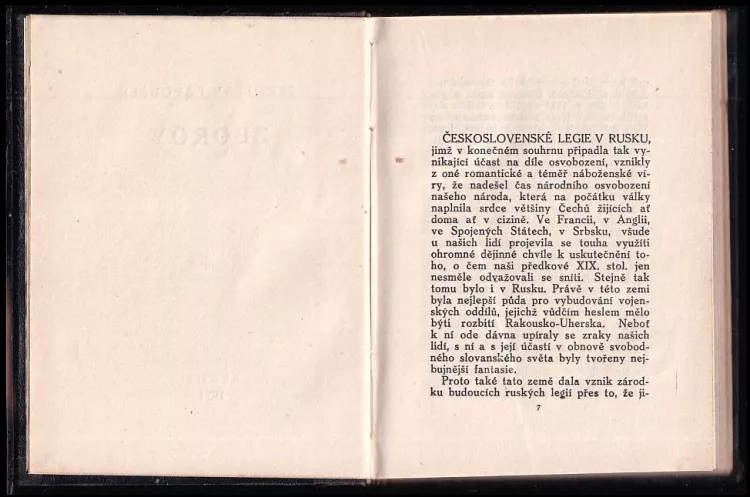 ČESKOSLOVENSKÉ LEGIE V RUSKU,
jimž v konečném souhrnu připadla tak vy-
nikající účast na díle osvobození, vznikly
z oné romantické a téměř náboženské ví-
ry, že nadešel čas národního osvobození
našeho národa, která na počátku války
naplnila srdce většiny Čechů žijících ať
doma ať v cizině. Ve Francii, v Anglii,
ve Spojených Státech, v Srbsku, všude
u našich lidí projevila se touha využíti
ohromné dějinné chvíle k uskutečnění to-
ho, o čem naši předkové XIX. stol. jen
nesměle odvažovali se sníti. Stejně tak
tomu bylo i v Rusku. Právě v této zemi
byla nejlepší půda pro vybudování vojen-
ských oddílů, jejichž vůdčím heslem mělo
býti rozbití Rakousko-Uherska. Neboť
k ní ode dávna upíraly se zraky našich
lidí, s ní a s její účastí v obnově svobod-
ného slovanského světa byly tvořeny nej-
bujnější fantasie.
Proto také tato země dala vznik zárod-
ku budoucích ruských legií přes to, že ji-
7